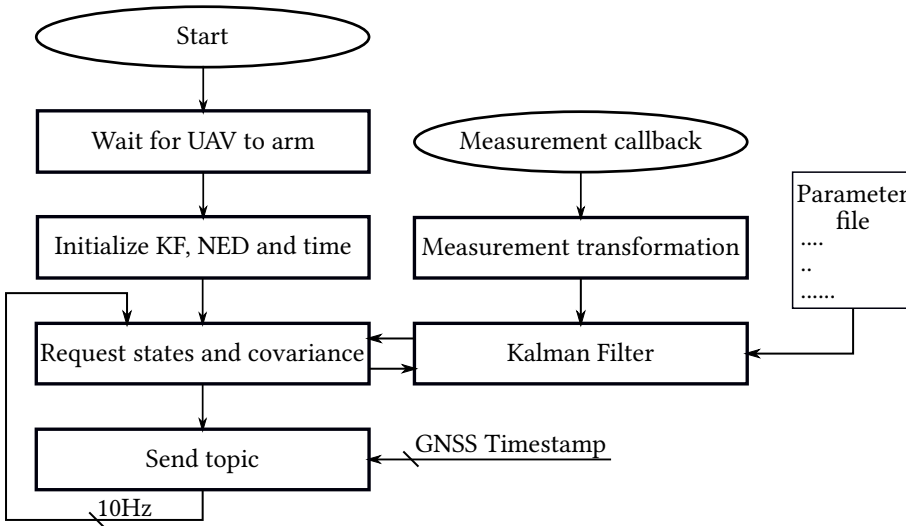 Start
Wait for UAV to arm
Initialize KF, NED and time
Request states and covariance
Send topic
10Hz
Measurement callback
Measurement transformation
Kalman Filter
GNSS Timestamp
Parameter
file
....
..
......